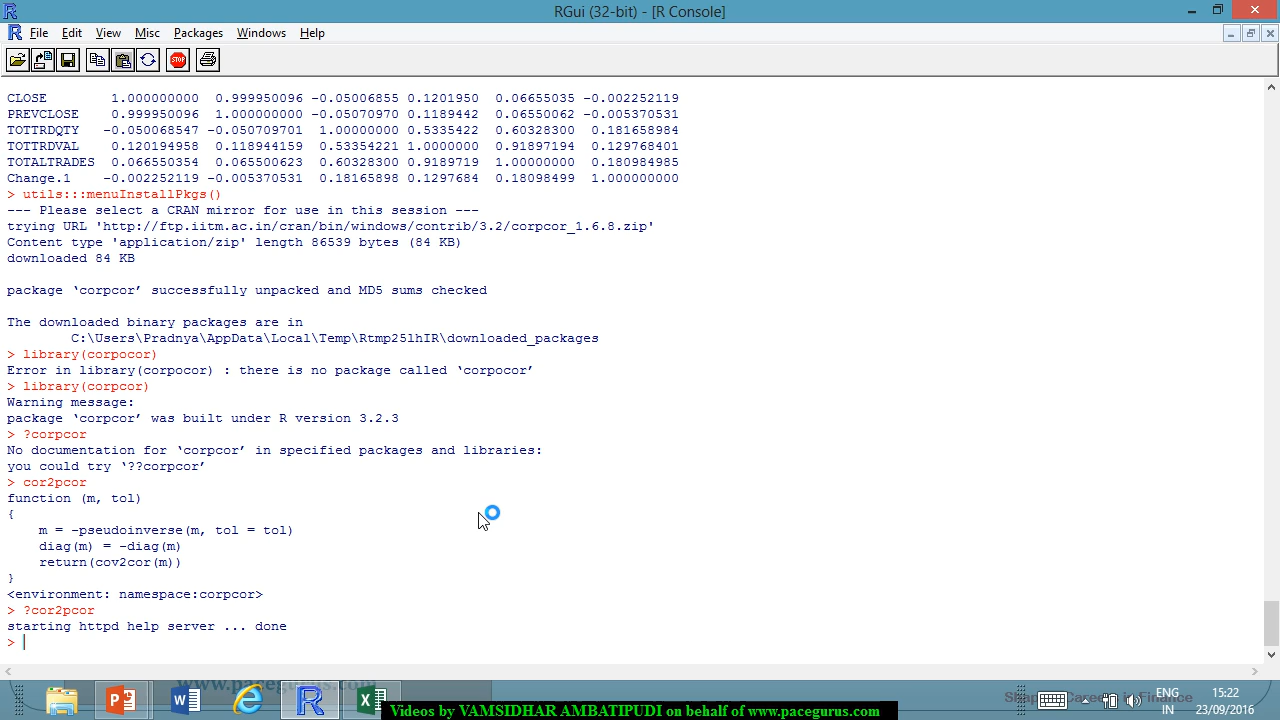 RGui (32-bit) - [R Console]
File Edit View Misc Packages Windows Help
STOP
CLOSE 1.000000000 0.999950096 -0.05006855 0.1201950 0.06655035 -0.002252119
PREVCLOSE 0.999950096 1.000000000 -0.05070970 0.1189442 0.06550062 -0.005370531
TOTTRDQTY -0.050068547 -0.050709701 1.00000000 0.5335422 0.60328300 0.181658984
TOTTRDVAL 0.120194958 0.118944159 0.53354221 1.0000000 0.91897194 0.129768401
TOTALTRADES 0.066550354 0.065500623 0.60328300 0.9189719 1.00000000 0.180984985
Change.1 -0.002252119 -0.005370531 0.18165898 0.1297684 0.18098499 1.000000000
> utils:::menuInstallPkgs()
--- Please select a CRAN mirror for use in this session ---
trying URL 'http://ftp.iitm.ac.in/cran/bin/windows/contrib/3.2/corpcor_1.6.8.zip'
Content type 'application/zip' length 86539 bytes (84 KB)
downloaded 84 KB
package ‘corpcor’ successfully unpacked and MD5 sums checked
The downloaded binary packages are in
C:\Users\Pradnya\AppData\Local\Temp\Rtmp25lhIR\downloaded_packages
> library(corpocor)
Error in library(corpocor) : there is no package called ‘corpocor’
> library(corpcor)
Warning message:
package ‘corpcor’ was built under R version 3.2.3
> ?corpcor
No documentation for ‘corpcor’ in specified packages and libraries:
you could try ‘??corpcor’
> cor2pcor
function (m, tol)
{
m = -pseudoinverse(m, tol = tol)
diag(m) = -diag(m)
return(cov2cor(m))
}
<environment: namespace:corpcor>
> ?cor2pcor
starting httpd help server ... done
>
www.pacegurus.com
ENG
IN
15:22
23/09/2016
Videos by VAMSIDHAR AMBATIPUDI on behalf of www.pacegurus.com